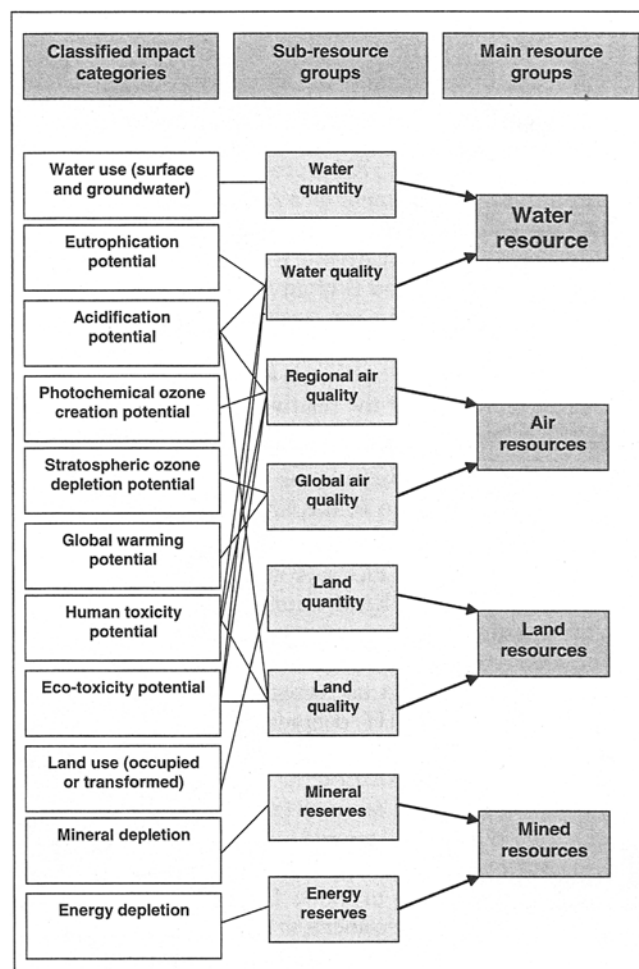 Classified impact
categories
Sub-resource
groups
Main resource
groups
Water use (surface
and groundwater)
Eutrophication
potential
Acidification
potential
Photochemical ozone
creation potential
Stratospheric ozone
depletion potential
Global warming
potential
Human toxicity
potential
Eco-toxicity potential
Land use (occupied
or transformed)
Mineral depletion
Energy depletion
Water
quantity
Water quality
Regional air
quality
Global air
quality
Land
quantity
Land
quality
Mineral
reserves
Energy
reserves
Water
resource
Air
resources
Land
resources
Mined
resources